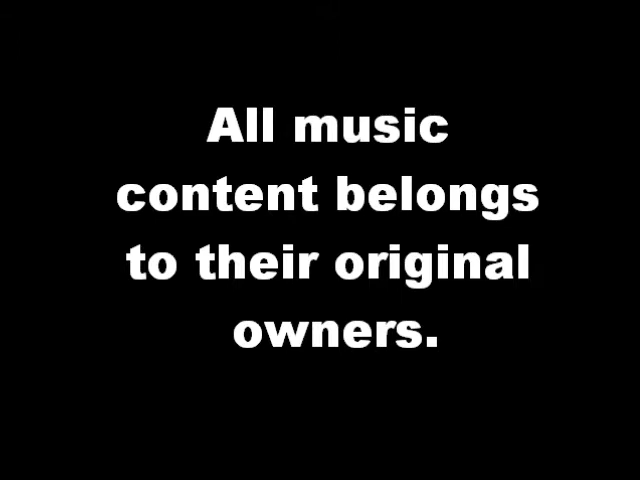 All music
content belongs
to their original
owners.